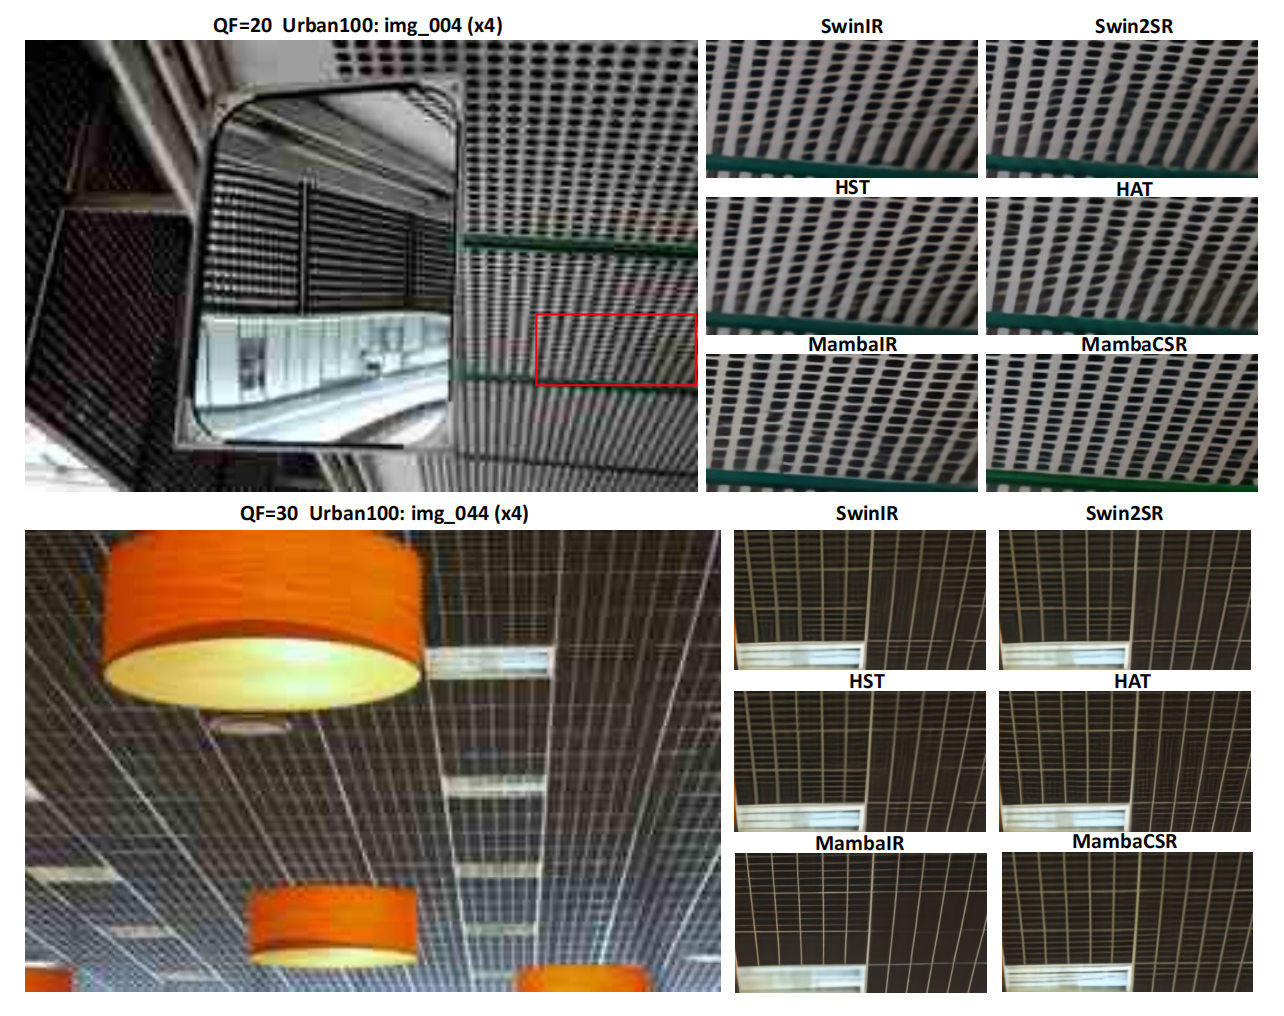 QF=20 Urban100: img_004 (x4)
SwinIR
Swin2SR
HST
HAT
MambaIR
MambaCSR
QF=30 Urban100: img_044 (x4)
SwinIR
Swin2SR
HST
HAT
MambaIR
MambaCSR